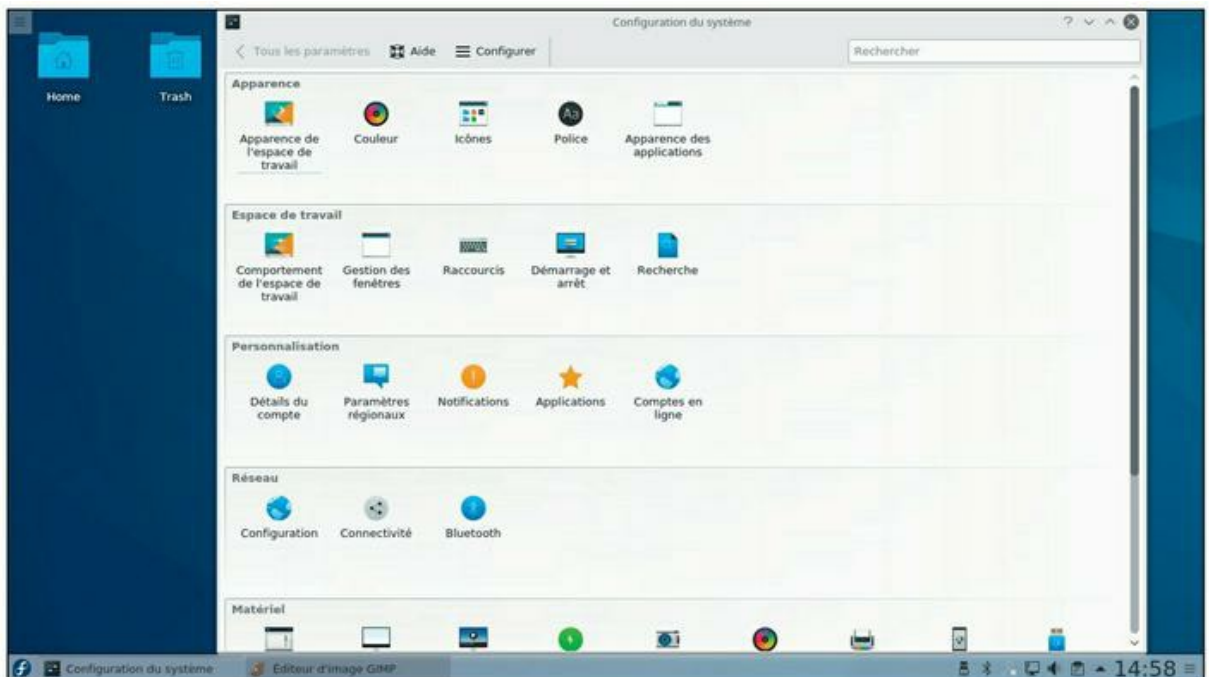 Configuration du système
Tous les paramètres Aide Configurer Rechercher
Home Trash
Apparence
Apparence de l'espace de travail
Couleur
Icônes
Police
Apparence des applications
Espace de travail
Comportement de l'espace de travail
Gestion des fenêtres
Raccourcis
Démarrage et arrêt
Recherche
Personnalisation
Détails du compte
Paramètres régionaux
Notifications
Applications
Comptes en ligne
Réseau
Configuration
Connectivité
Bluetooth
Matériel
Configuration du système
Éditeur d'image GIMP
14:58